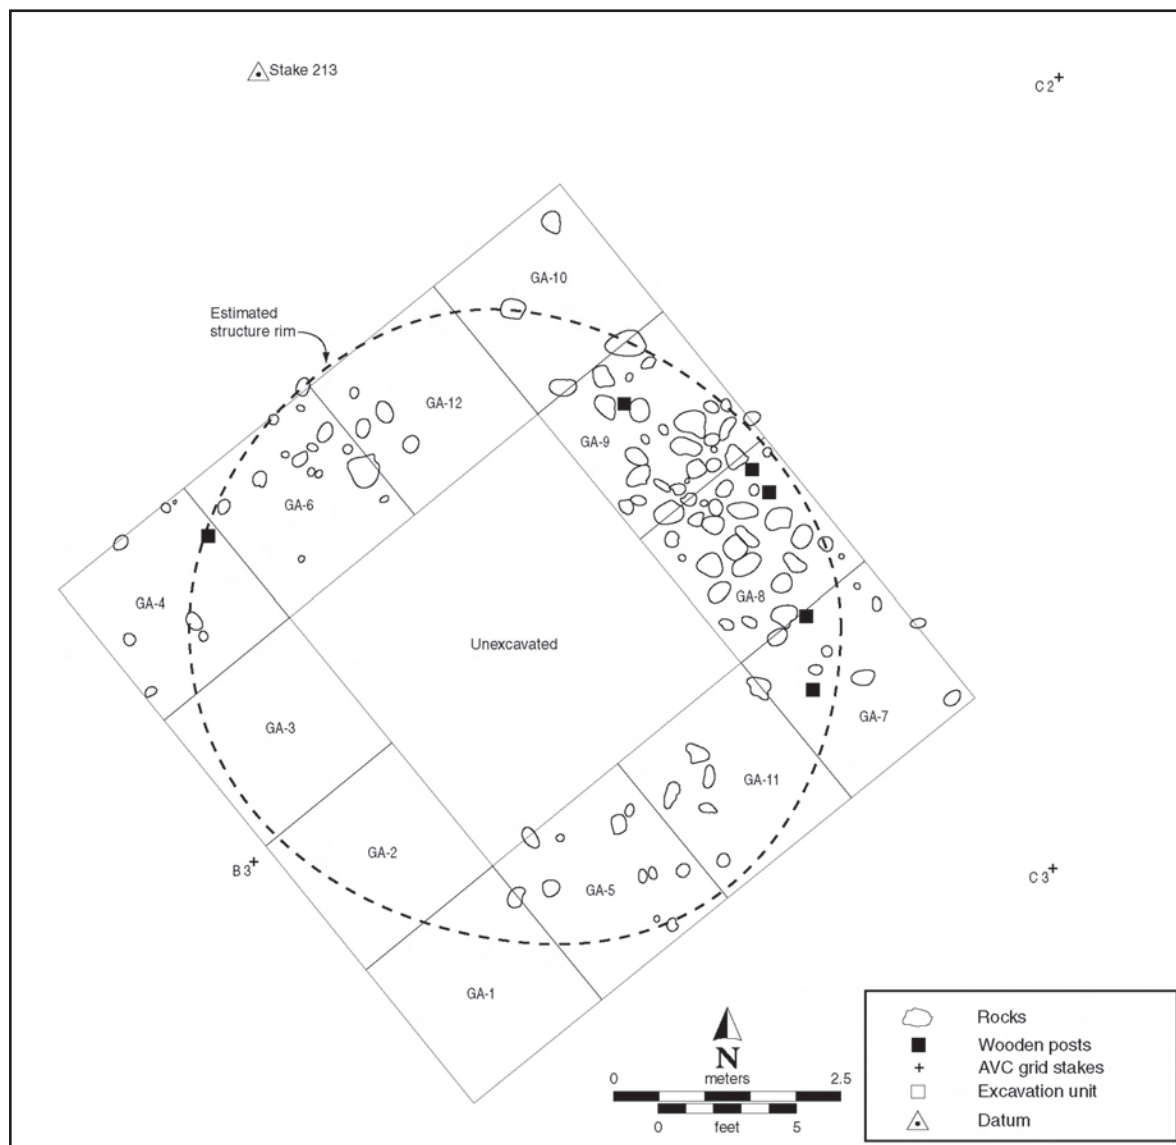 Stake 213
C 2
GA-10
Estimated
structure rim
GA-12
GA-9
GA-6
GA-4
GA-8
Unexcavated
GA-7
GA-3
GA-11
GA-2
B 3
C 3
GA-5
GA-1
N
0 meters 2.5
0 feet 5
Rocks
Wooden posts
AVC grid stakes
Excavation unit
Datum